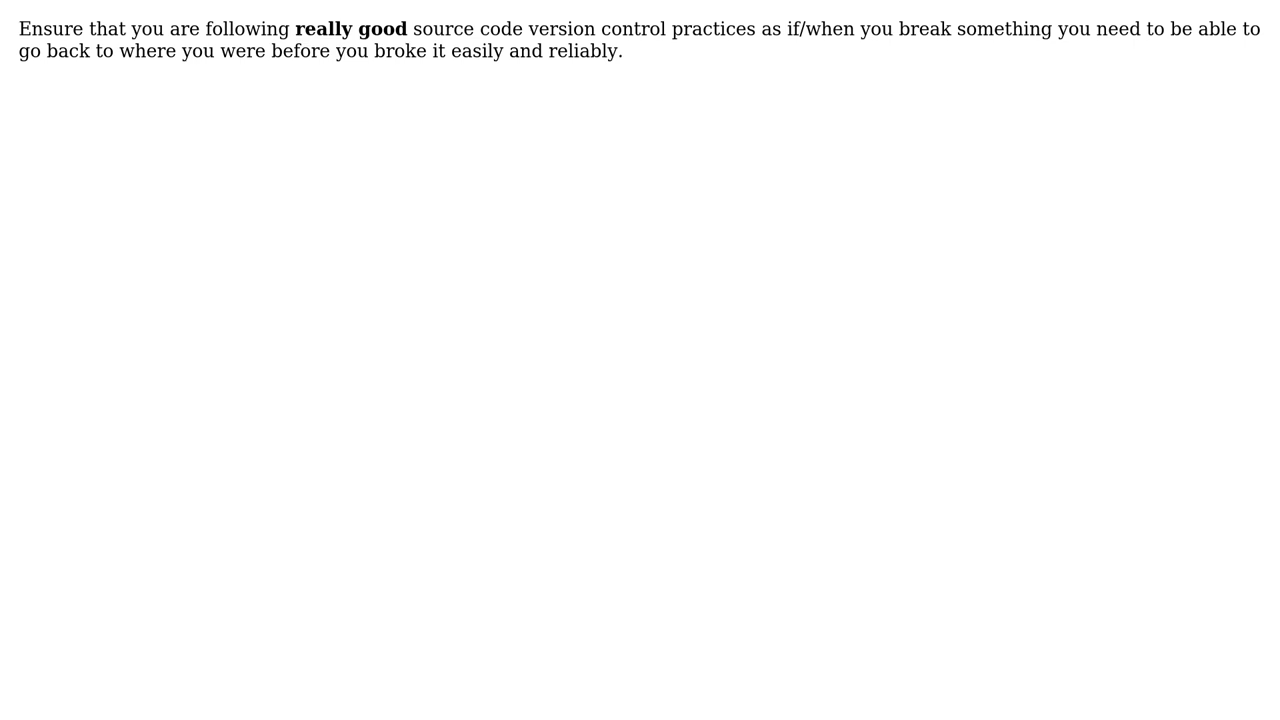 Ensure that you are following really good source code version control practices as if/when you break something you need to be able to
go back to where you were before you broke it easily and reliably.